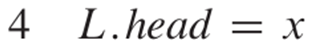 4 L.head = x